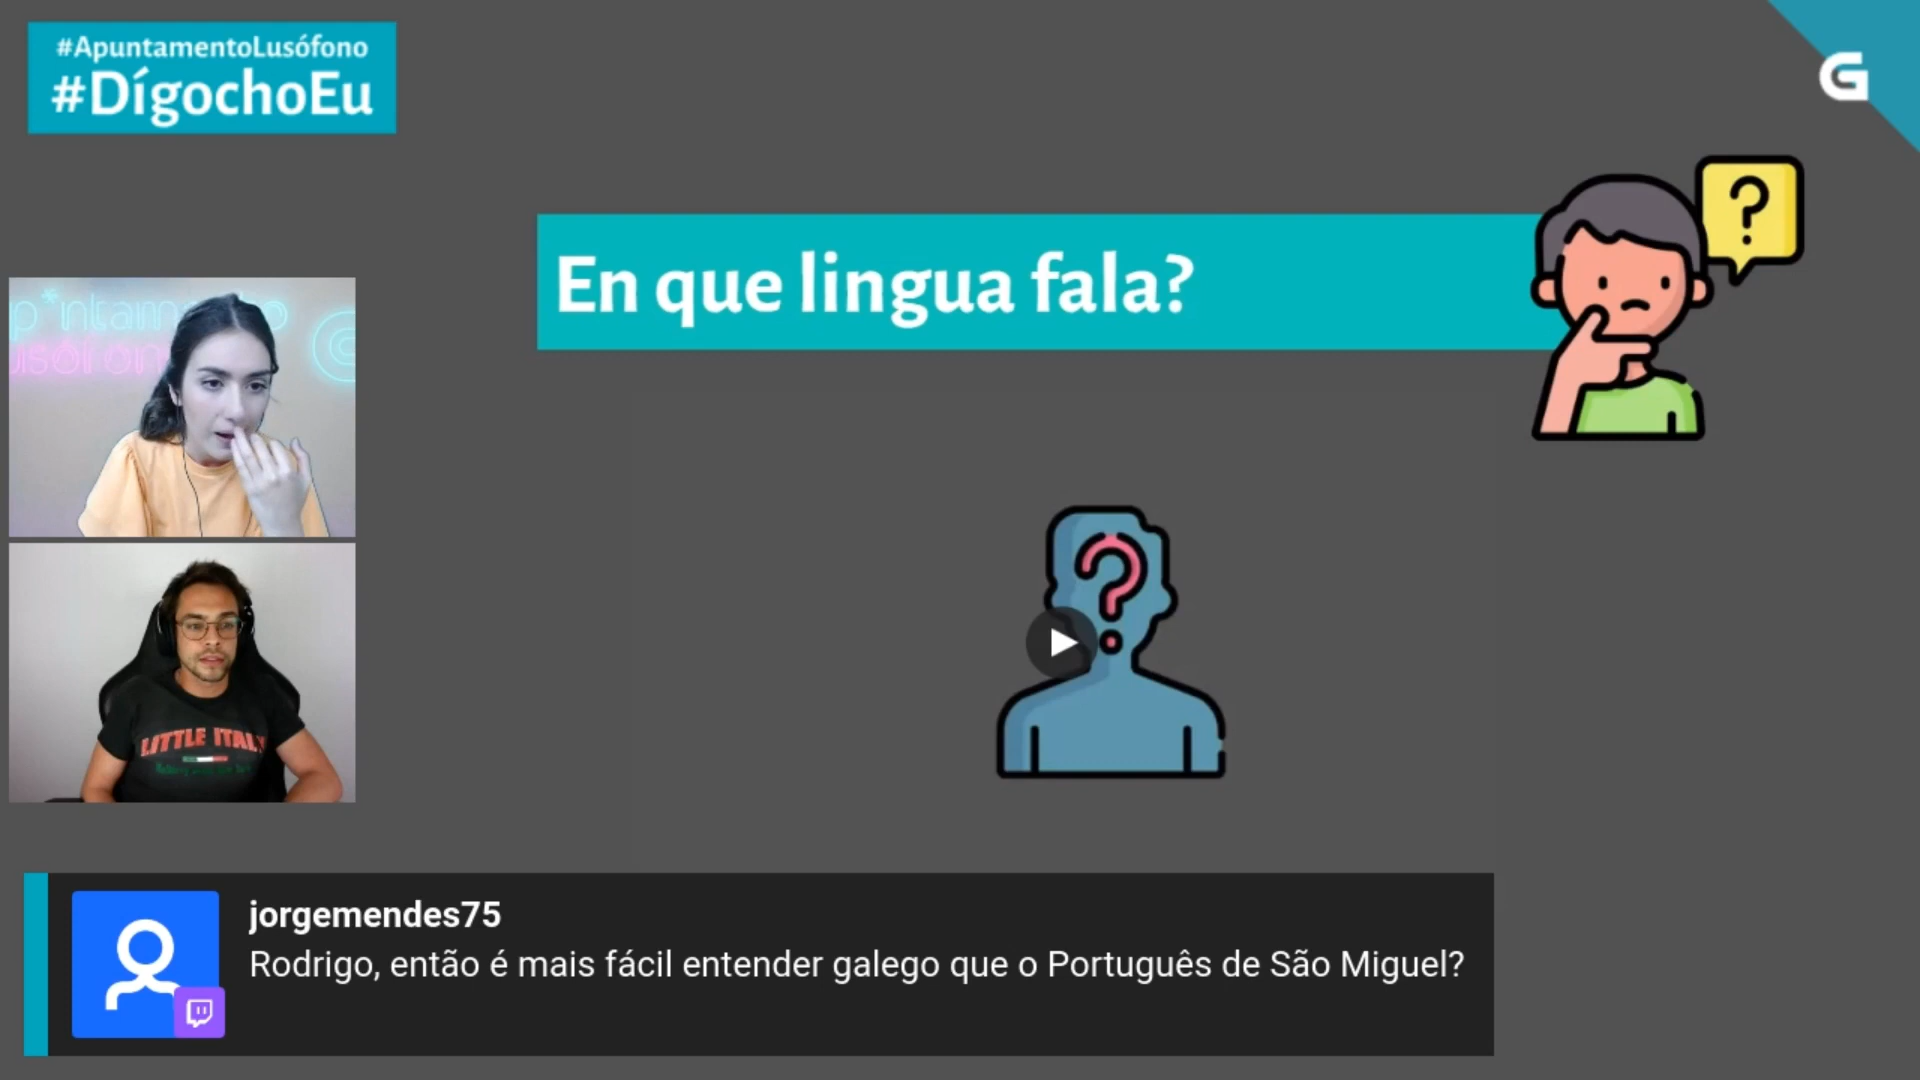 #ApuntamentoLusófono
#DígochoEu
G
En que lingua fala?
?
LITTLE ITALY
jorgemendes75
Rodrigo, então é mais fácil entender galego que o Português de São Miguel?